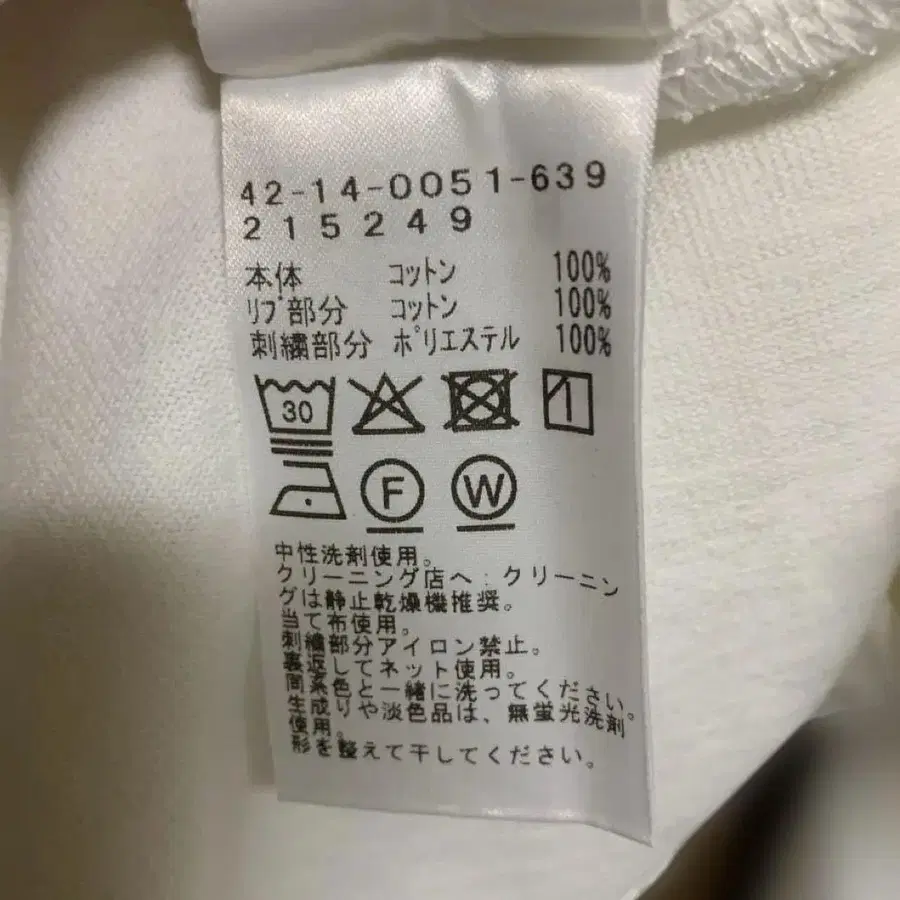 42-14-0051-639
215249
本体 コットン 100%
リブ部分 コットン 100%
刺繍部分 ポリエステル 100%
30
F W
中性洗剤使用。
クリーニング店へ:クリーニン
グは静止乾燥機推奨。
当て布使用。
刺繍部分アイロン禁止。
裏返してネット使用。
同系色と一緒に洗ってください。
生成りや淡色品は、無蛍光洗剤
使用。
形を整えて干してください。